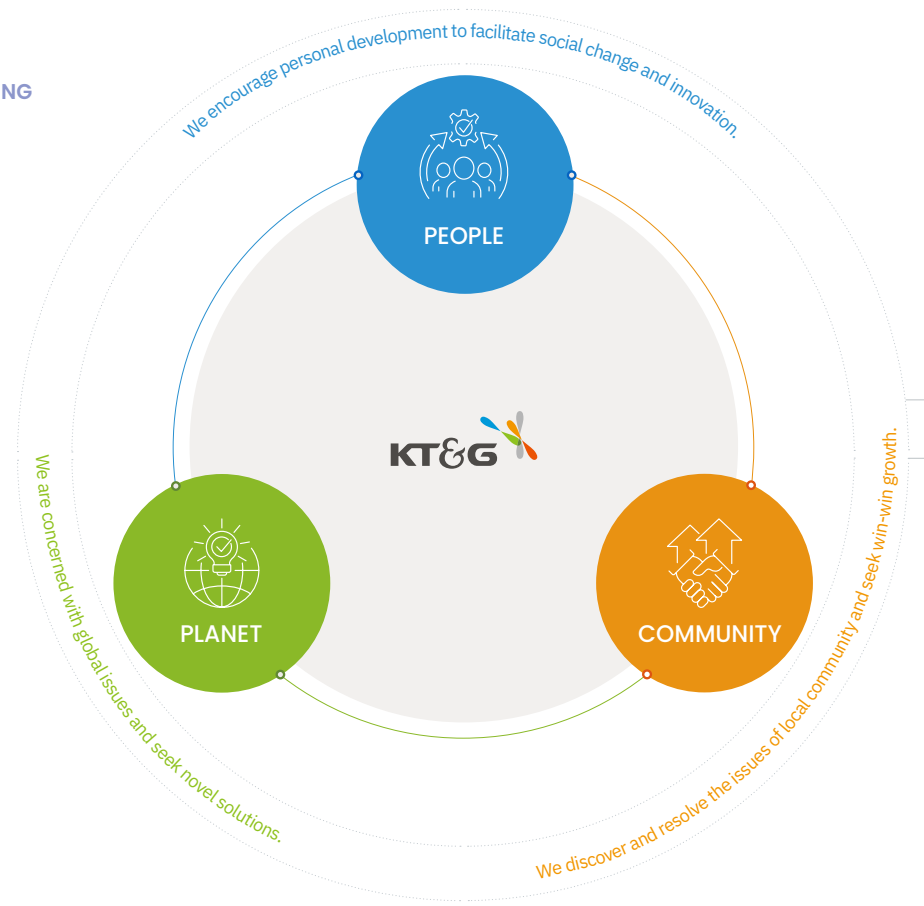 NG
We encourage personal development to facilitate social change and innovation.
PEOPLE
KT&G
PLANET
COMMUNITY
We are concerned with global issues and seek novel solutions.
We discover and resolve the issues of local community and seek win-win growth.